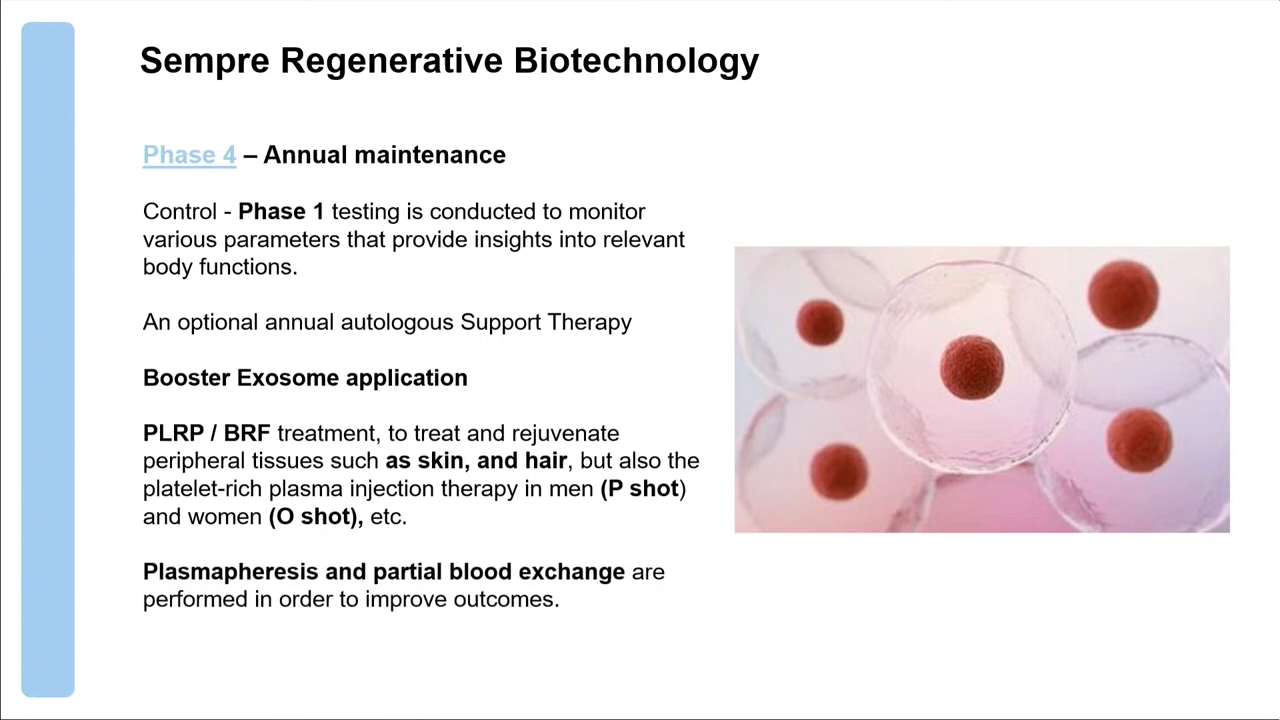 Sempre Regenerative Biotechnology
Phase 4 – Annual maintenance
Control - Phase 1 testing is conducted to monitor
various parameters that provide insights into relevant
body functions.
An optional annual autologous Support Therapy
Booster Exosome application
PLRP / BRF treatment, to treat and rejuvenate
peripheral tissues such as skin, and hair, but also the
platelet-rich plasma injection therapy in men (P shot)
and women (O shot), etc.
Plasmapheresis and partial blood exchange are
performed in order to improve outcomes.